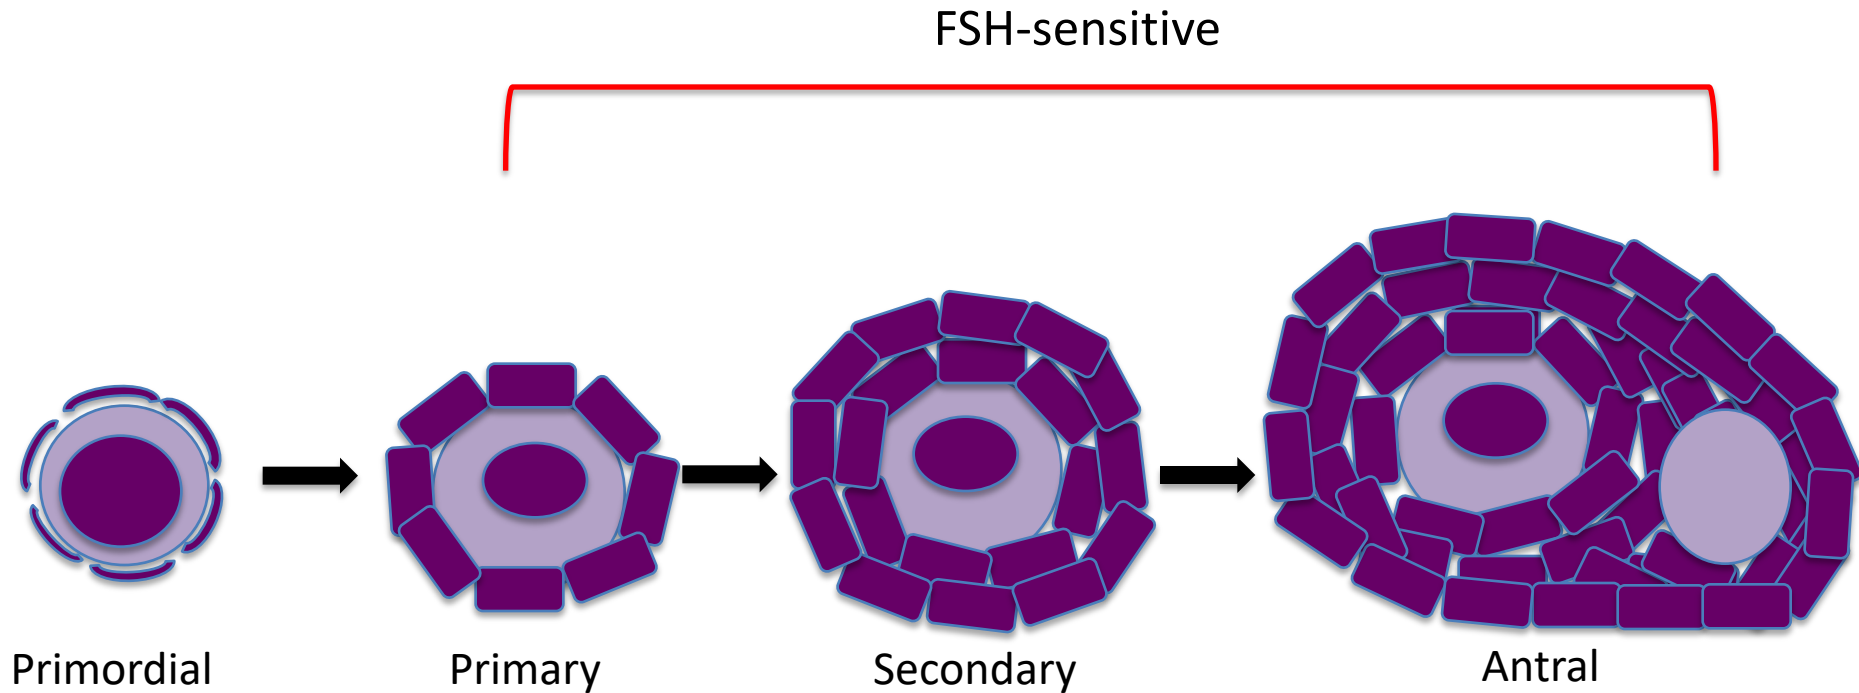 FSH-sensitive
Primordial
Primary
Secondary
Antral